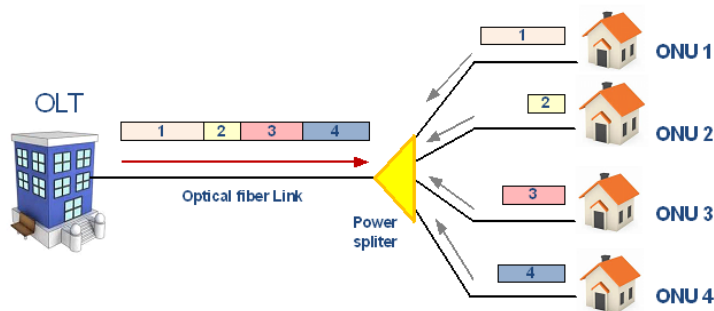 1
ONU 1
OLT
1 2 3 4
2
ONU 2
Optical fiber Link
Power
spliter
3
ONU 3
4
ONU 4